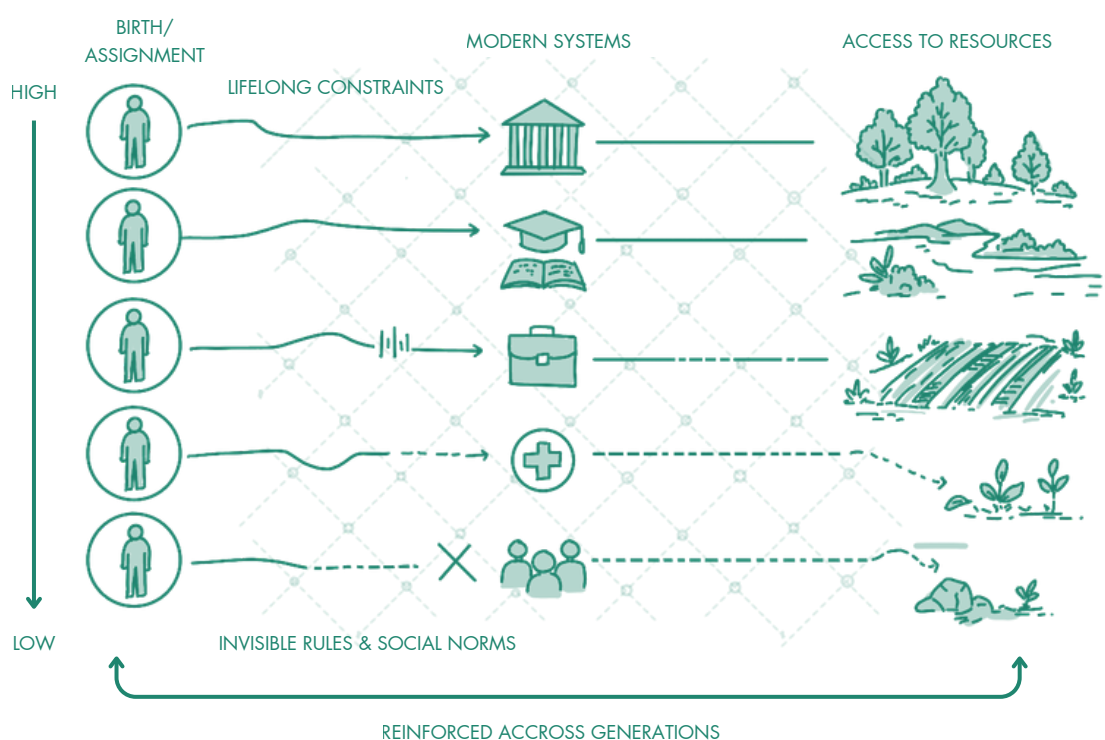 BIRTH/
ASSIGNMENT
MODERN SYSTEMS
ACCESS TO RESOURCES
HIGH
LIFELONG CONSTRAINTS
LOW
INVISIBLE RULES & SOCIAL NORMS
REINFORCED ACCROSS GENERATIONS